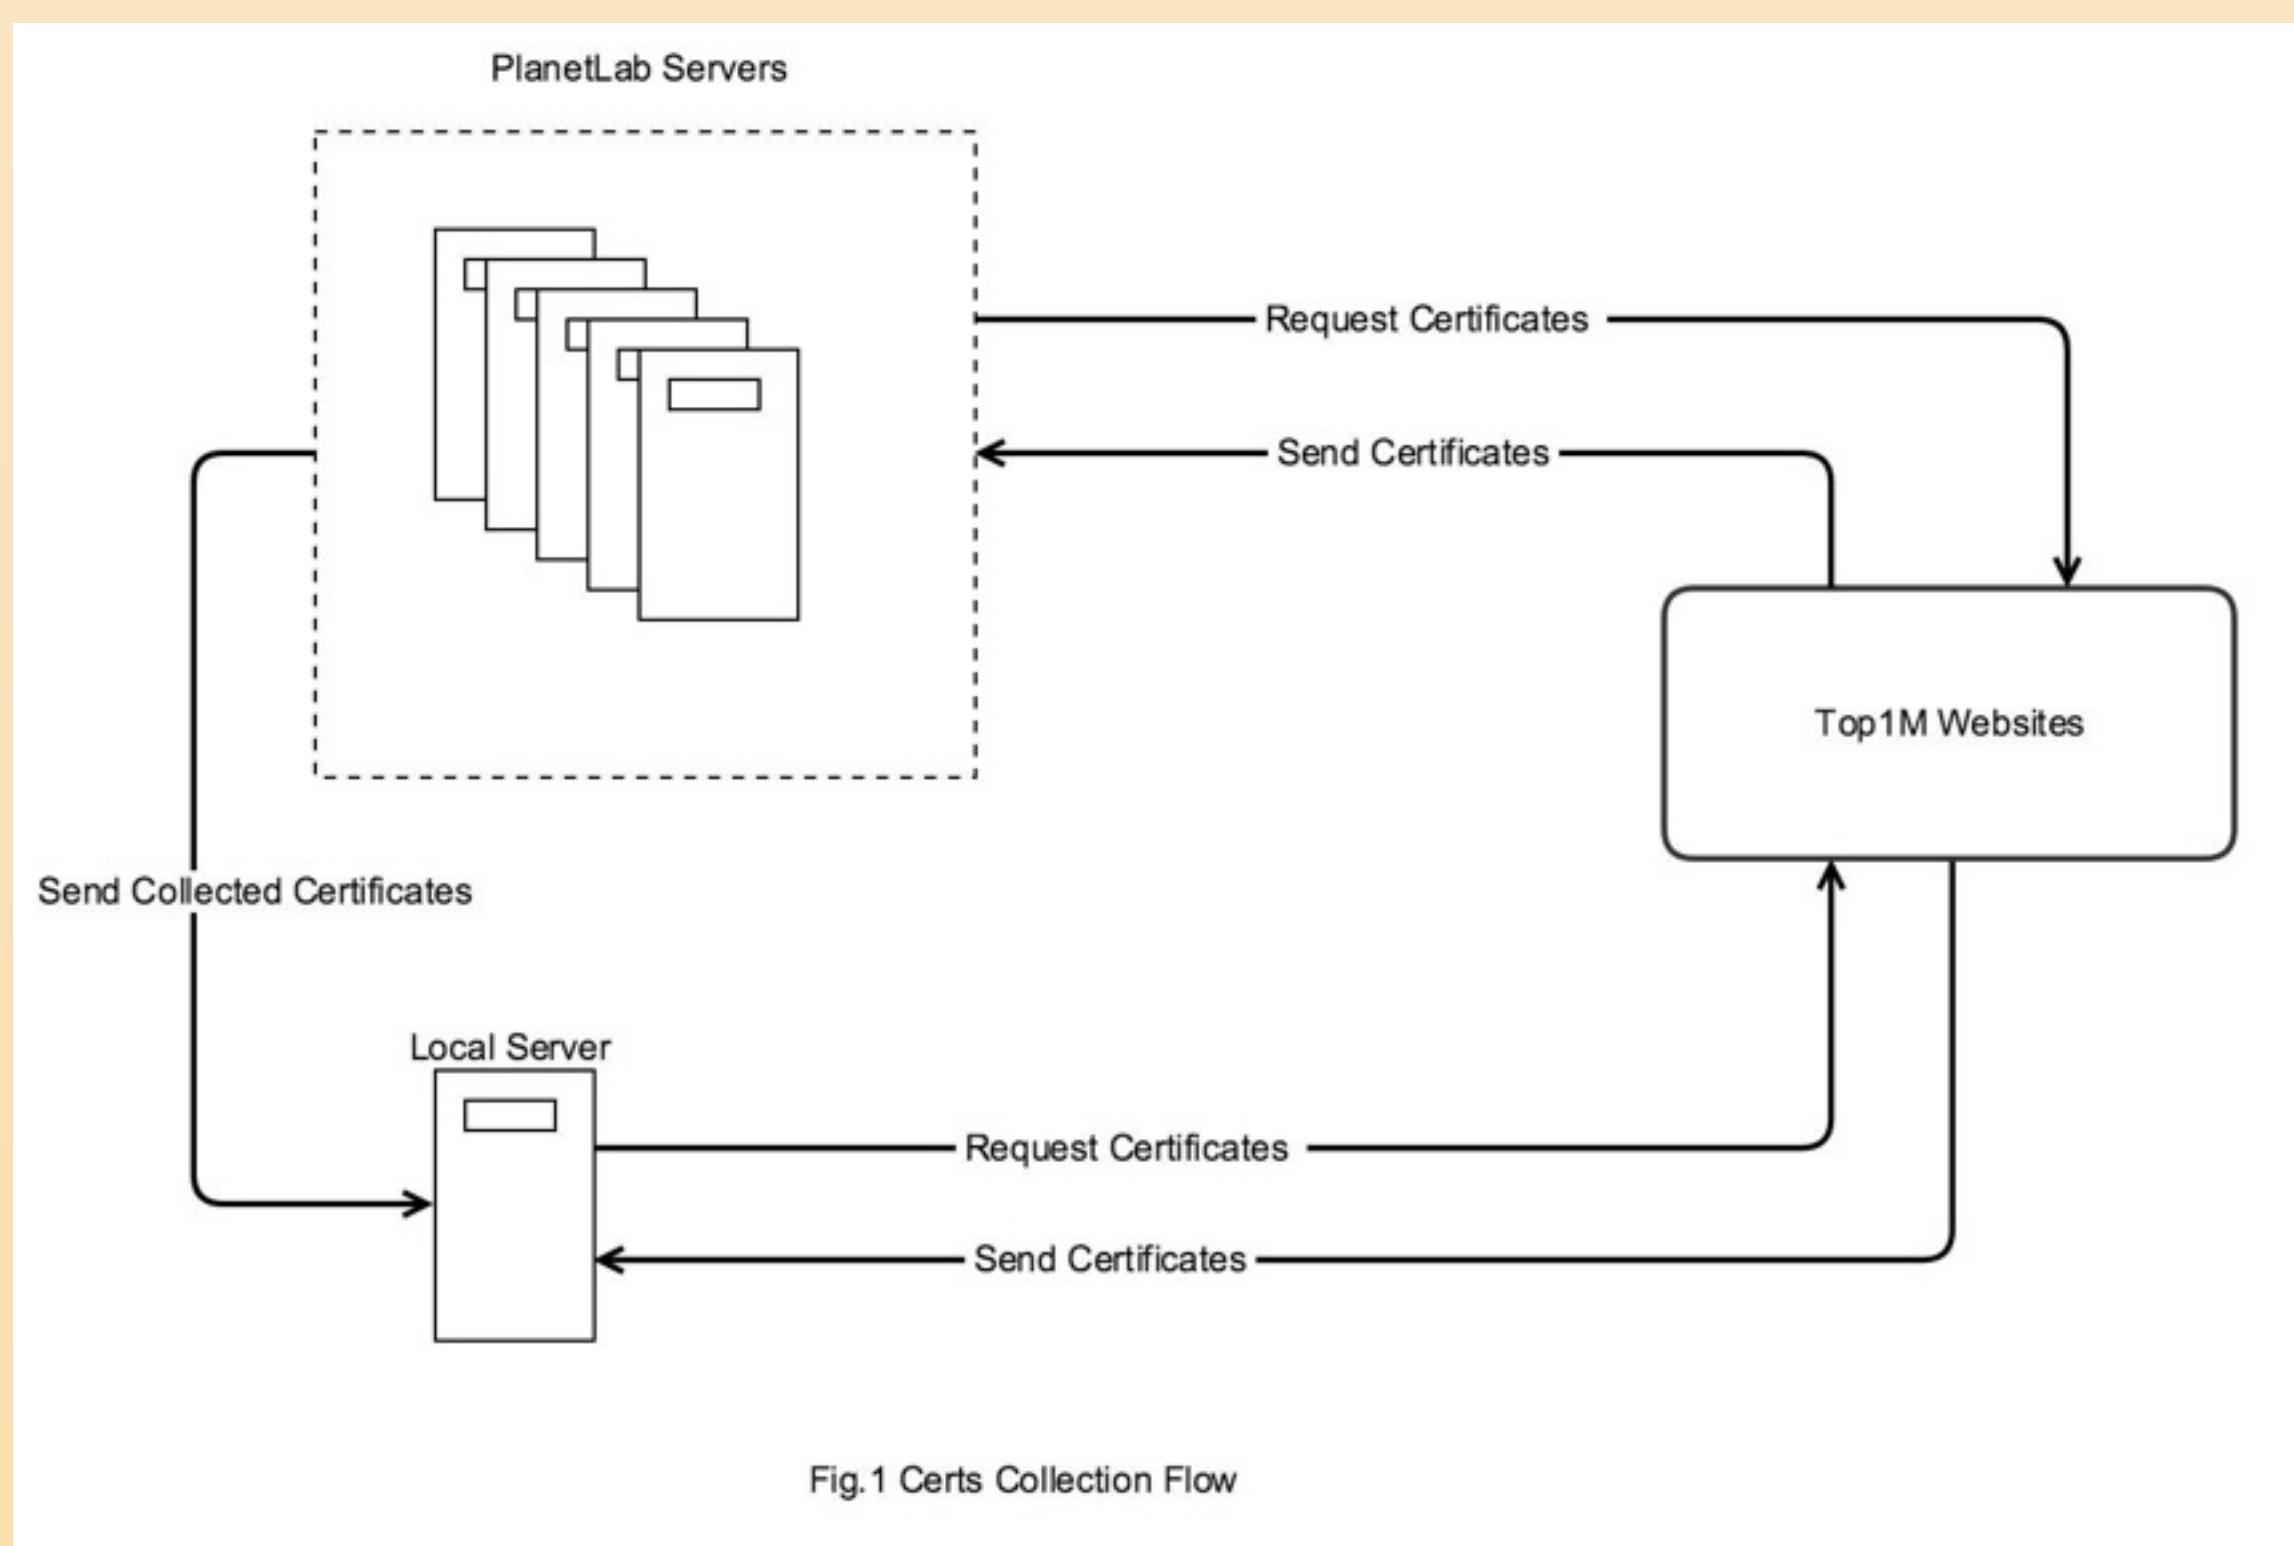 PlanetLab Servers
Request Certificates
Send Certificates
Top1M Websites
Send Collected Certificates
Local Server
Request Certificates
Send Certificates
Fig.1 Certs Collection Flow